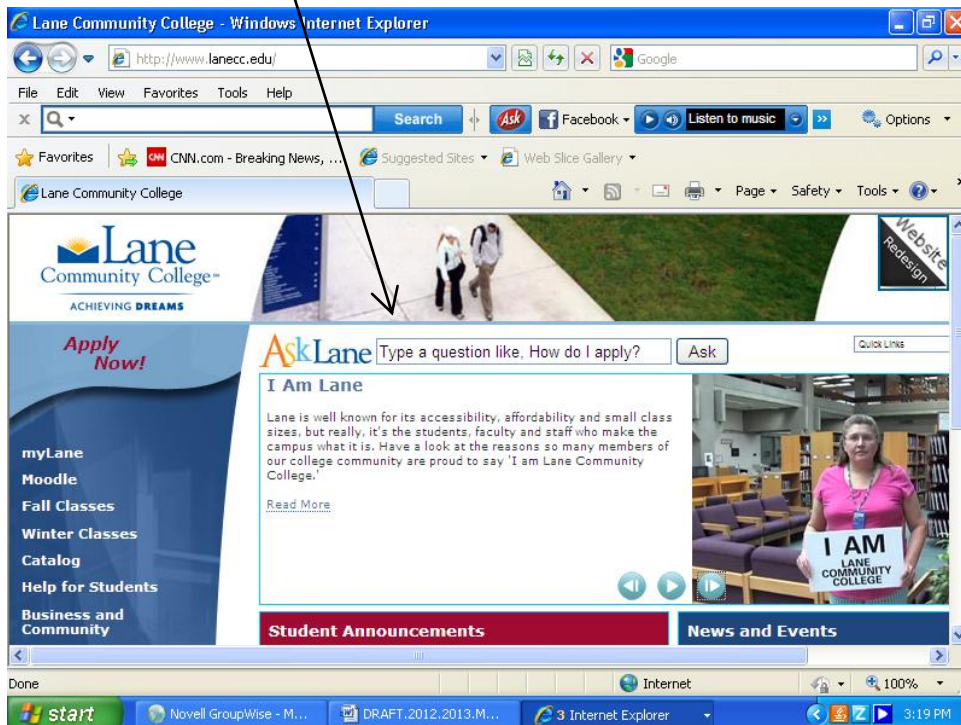 Lane Community College - Windows Internet Explorer
http://www.lanecc.edu/
Google
File Edit View Favorites Tools Help
x Search Ask Facebook Listen to music Options
Favorites CNN.com - Breaking News, ... Suggested Sites Web Slice Gallery
Lane Community College
Page Safety Tools
Lane
Community College
ACHIEVING DREAMS
Website
Redesign
Apply
Now!
AskLane Type a question like, How do I apply? Ask
Quick Links
I Am Lane
Lane is well known for its accessibility, affordability and small class
sizes, but really, it's the students, faculty and staff who make the
campus what it is. Have a look at the reasons so many members of
our college community are proud to say 'I am Lane Community
College.'
Read More
I AM
LANE
COMMUNITY
COLLEGE
myLane
Moodle
Fall Classes
Winter Classes
Catalog
Help for Students
Business and
Community
Student Announcements
News and Events
Done
Internet
100%
start
Novell GroupWise - M...
DRAFT.2012.2013.M...
3 Internet Explorer
3:19 PM